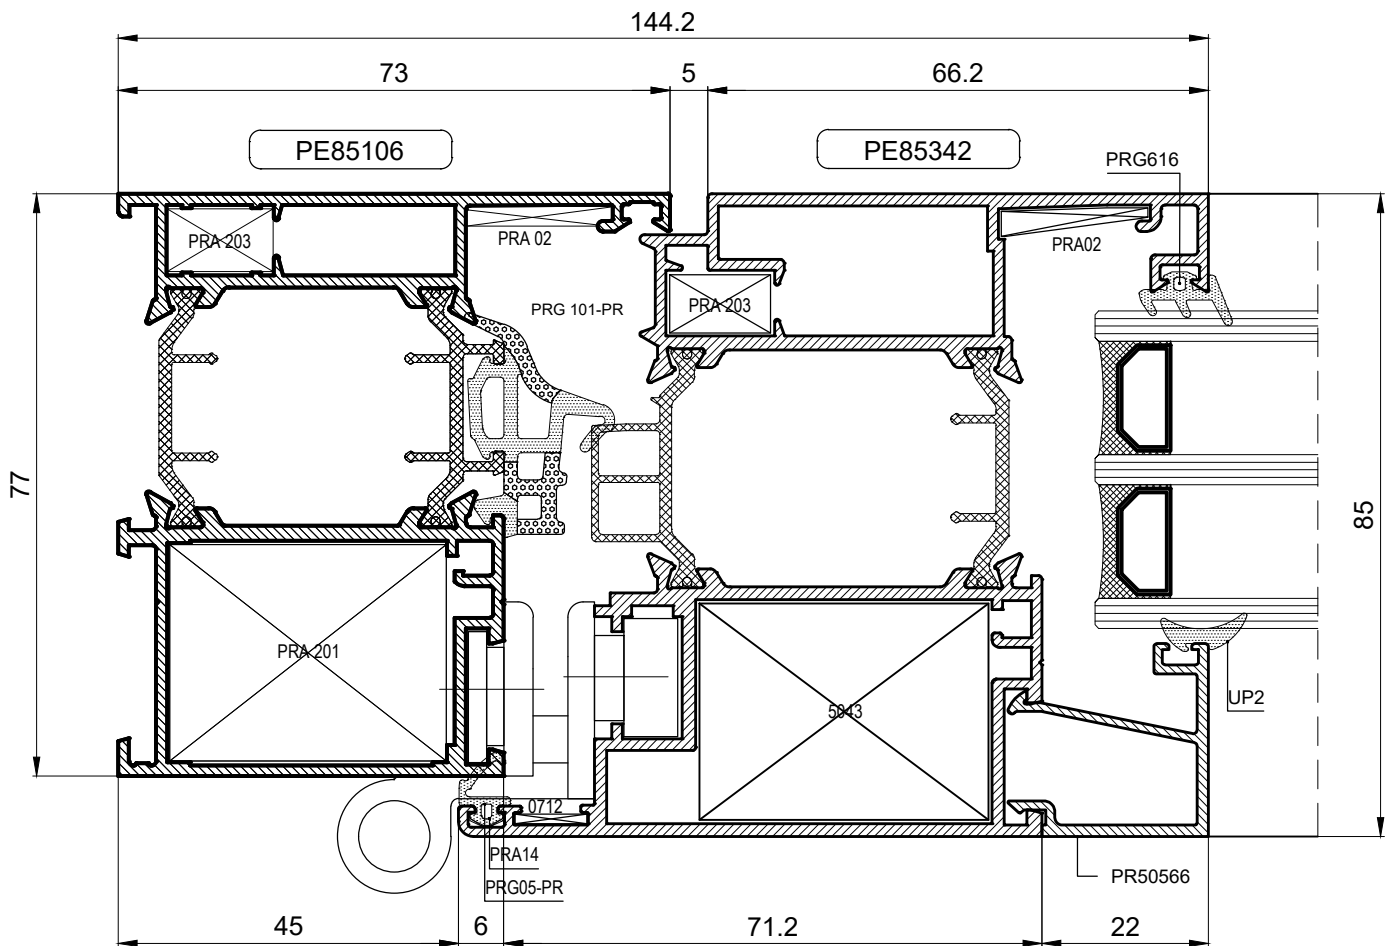 144.2
73
5
66.2
PE85106
PE85342
PRG616
PRA 203
PRA 02
PRA02
PRG 101-PR
PRA 203
77
85
PRA 201
5043
UP2
0712
PRA14
PRG05-PR
PR50566
45
6
71.2
22